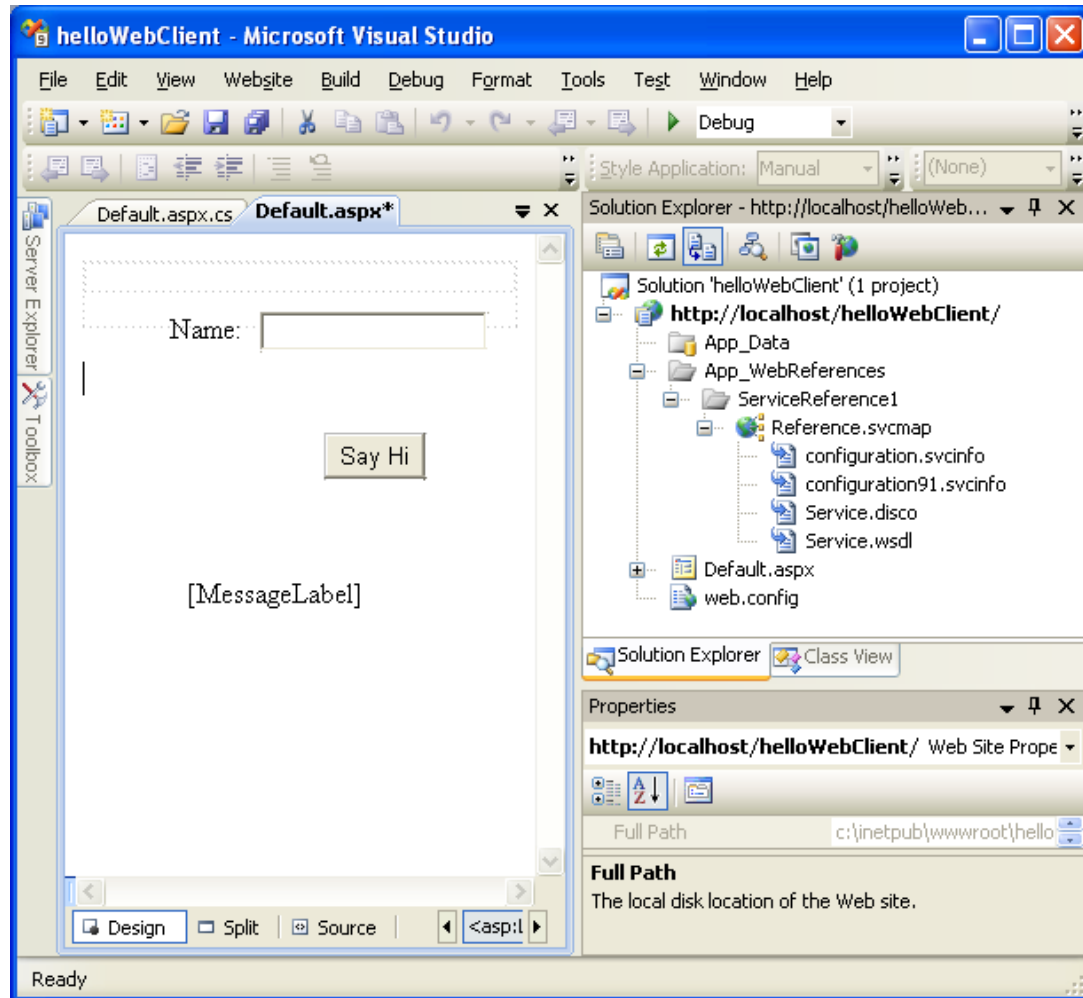 helloWebClient - Microsoft Visual Studio
File Edit View Website Build Debug Format Tools Test Window Help
Debug
Style Application: Manual (None)
Server Explorer
Toolbox
Default.aspx.cs Default.aspx*
Name:
Say Hi
[MessageLabel]
Design Split Source <asp:L
Solution Explorer - http://localhost/helloWeb...
Solution 'helloWebClient' (1 project)
http://localhost/helloWebClient/
App_Data
App_WebReferences
ServiceReference1
Reference.svcmap
configuration.svcinfo
configuration91.svcinfo
Service.disco
Service.wsdl
Default.aspx
web.config
Solution Explorer Class View
Properties
http://localhost/helloWebClient/ Web Site Prope
Full Path c:\inetpub\wwwroot\hello
Full Path
The local disk location of the Web site.
Ready